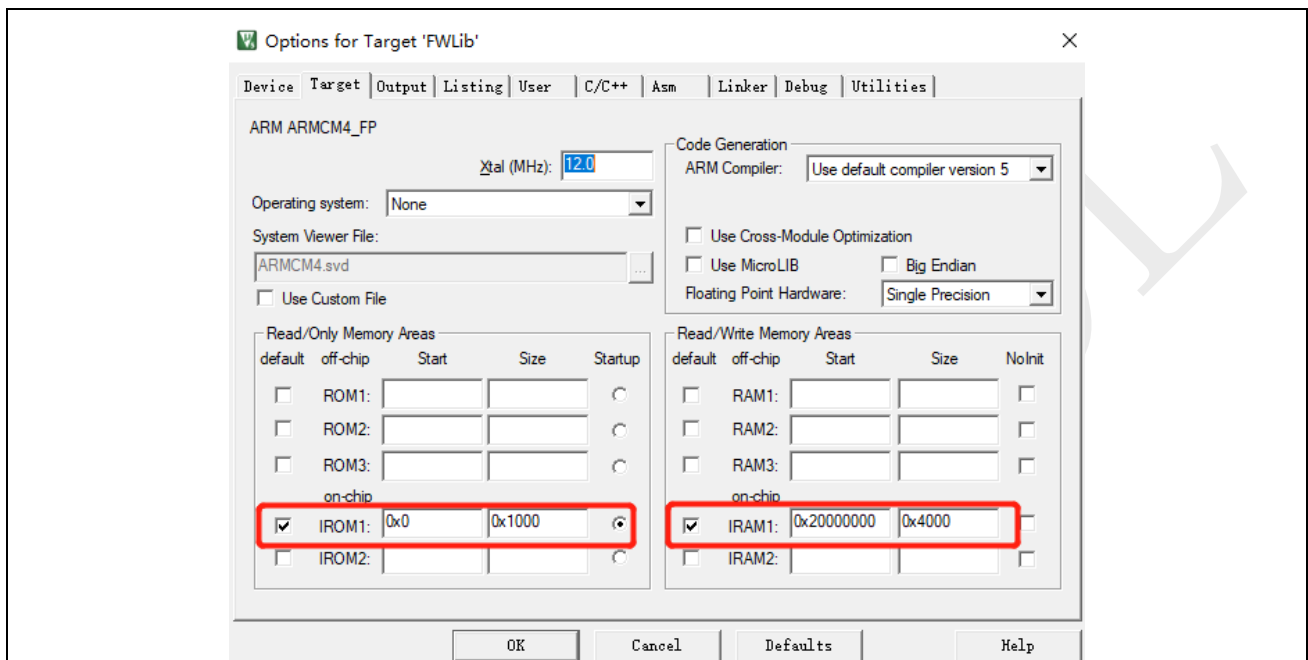 Options for Target 'FWLib'
Device Target Output Listing User C/C++ Asm Linker Debug Utilities
ARM ARMCM4_FP
Xtal (MHz): 12.0
Operating system: None
System Viewer File:
ARMCM4.svd ...
Use Custom File
Code Generation
ARM Compiler: Use default compiler version 5
Use Cross-Module Optimization
Use MicroLIB Big Endian
Floating Point Hardware: Single Precision
Read/Only Memory Areas
default off-chip Start Size Startup
ROM1:
ROM2:
ROM3:
on-chip
IROM1: 0x0 0x1000
IROM2:
Read/Write Memory Areas
default off-chip Start Size NoInit
RAM1:
RAM2:
RAM3:
on-chip
IRAM1: 0x20000000 0x4000
IRAM2:
OK Cancel Defaults Help